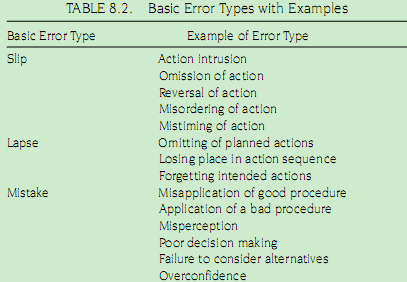 TABLE 8.2. Basic Error Types with Examples
Basic Error Type Example of Error Type
Slip Action intrusion
Omission of action
Reversal of action
Misordering of action
Mistiming of action
Lapse Omitting of planned actions
Losing place in action sequence
Forgetting intended actions
Mistake Misapplication of good procedure
Application of a bad procedure
Misperception
Poor decision making
Failure to consider alternatives
Overconfidence